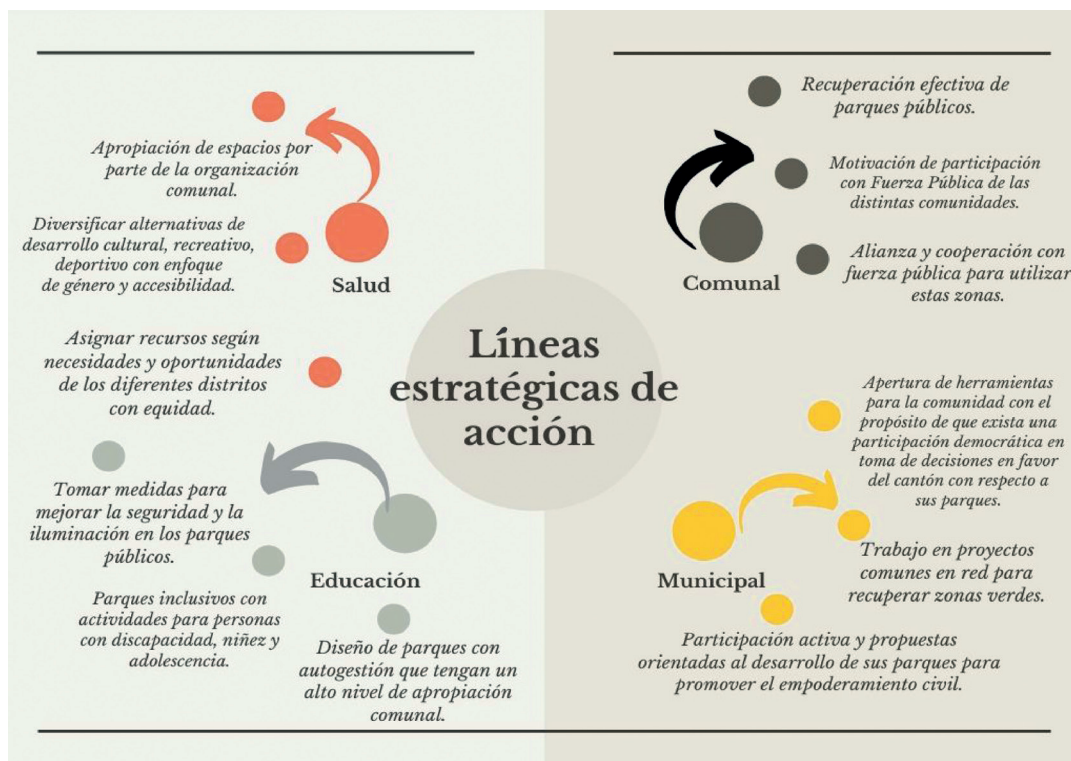 Apropiación de espacios por
parte de la organización
comunal.
Diversificar alternativas de
desarrollo cultural, recreativo,
deportivo con enfoque
de género y accesibilidad.
Salud
Asignar recursos según
necesidades y oportunidades
de los diferentes distritos
con equidad.
Líneas
estratégicas de
acción
Tomar medidas para
mejorar la seguridad y la
iluminación en los parques
públicos.
Educación
Parques inclusivos con
actividades para personas
con discapacidad, niñez y
adolescencia.
Diseño de parques con
autogestión que tengan un
alto nivel de apropiación
comunal.
Recuperación efectiva de
parques públicos.
Motivación de participación
con Fuerza Pública de las
distintas comunidades.
Alianza y cooperación con
fuerza pública para utilizar
estas zonas.
Comunal
Apertura de herramientas
para la comunidad con el
propósito de que exista una
participación democrática en
toma de decisiones en favor
del cantón con respecto a
sus parques.
Trabajo en proyectos
comunes en red para
recuperar zonas verdes.
Municipal
Participación activa y propuestas
orientadas al desarrollo de sus parques para
promover el empoderamiento civil.